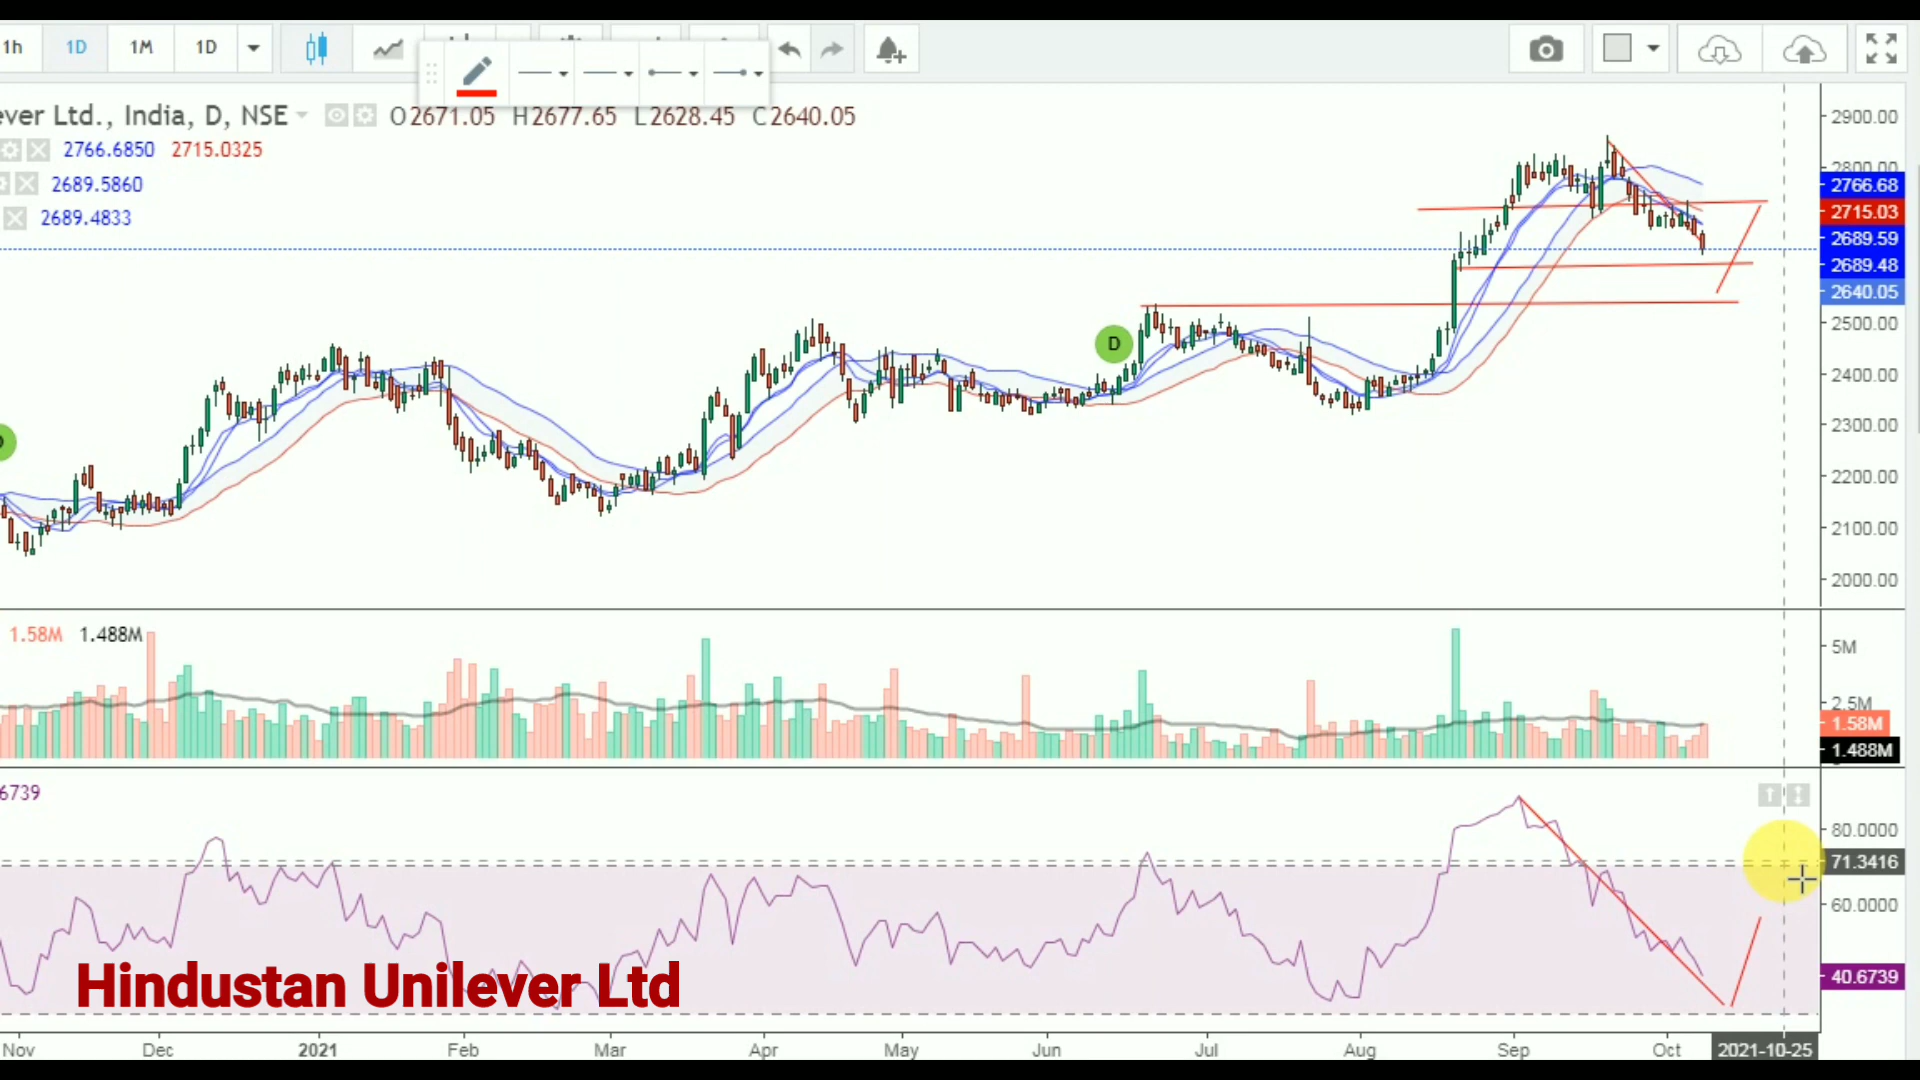 1h 1D 1M 1D
ver Ltd., India, D, NSE O2671.05 H2677.65 L2628.45 C2640.05
2766.6850 2715.0325
2689.5860
2689.4833
2900.00
2800.00
2766.68
2715.03
2689.59
2689.48
2640.05
2500.00
2400.00
2300.00
2200.00
2100.00
2000.00
D
1.58M 1.488M
5M
2.5M
1.58M
1.488M
6739
80.0000
71.3416
60.0000
40.6739
Hindustan Unilever Ltd
Nov Dec 2021 Feb Mar Apr May Jun Jul Aug Sep Oct 2021-10-25